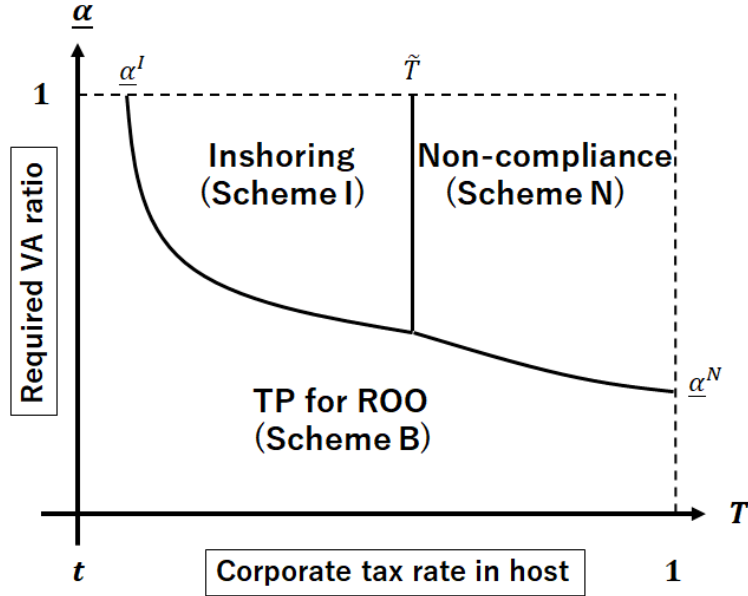 α̲
α̲ᴵ
T̃
1
Inshoring
(Scheme I)
Non-compliance
(Scheme N)
Required VA ratio
TP for ROO
(Scheme B)
α̲ᴺ
T
t
Corporate tax rate in host
1